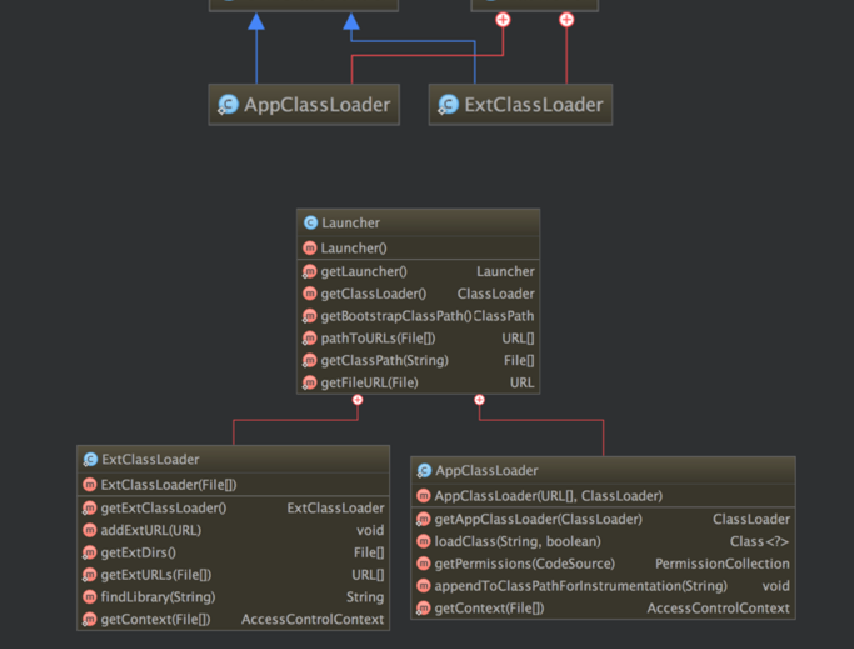 AppClassLoader
ExtClassLoader
Launcher
Launcher()
getLauncher() Launcher
getClassLoader() ClassLoader
getBootstrapClassPath() ClassPath
pathToURLs(File[]) URL[]
getClassPath(String) File[]
getFileURL(File) URL
ExtClassLoader
ExtClassLoader(File[])
getExtClassLoader() ExtClassLoader
addExtURL(URL) void
getExtDirs() File[]
getExtURLs(File[]) URL[]
findLibrary(String) String
getContext(File[]) AccessControlContext
AppClassLoader
AppClassLoader(URL[], ClassLoader)
getAppClassLoader(ClassLoader) ClassLoader
loadClass(String, boolean) Class<?>
getPermissions(CodeSource) PermissionCollection
appendToClassPathForInstrumentation(String) void
getContext(File[]) AccessControlContext